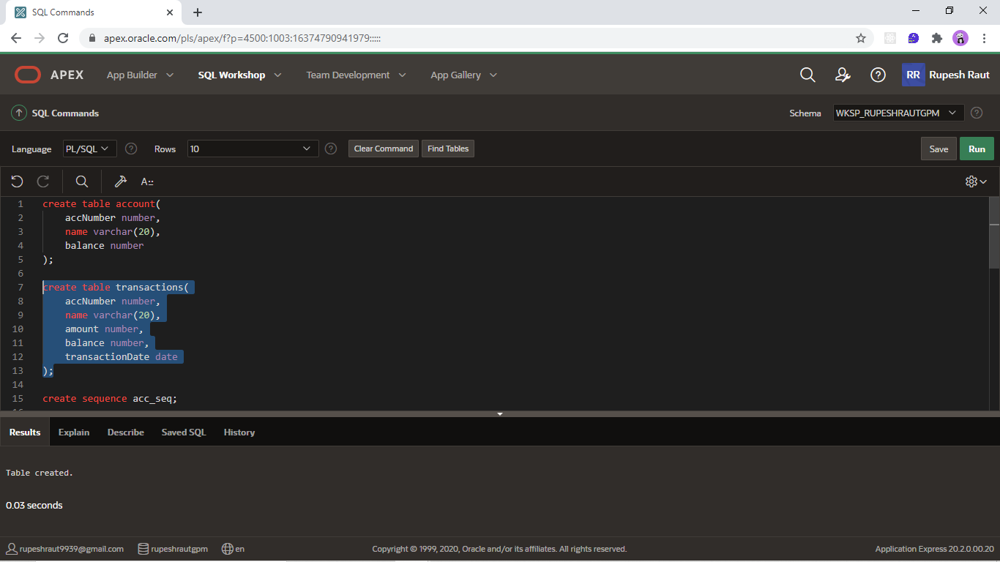 SQL Commands
apex.oracle.com/pls/apex/f?p=4500:1003:16374790941979:::::
APEX App Builder SQL Workshop Team Development App Gallery RR Rupesh Raut
SQL Commands Schema WKSP_RUPESHRAUTGPM
Language PL/SQL Rows 10 Clear Command Find Tables Save Run
A::
1 create table account(
2 accNumber number,
3 name varchar(20),
4 balance number
5 );
6
7 create table transactions(
8 accNumber number,
9 name varchar(20),
10 amount number,
11 balance number,
12 transactionDate date
13 );
14
15 create sequence acc_seq;
Results Explain Describe Saved SQL History
Table created.
0.03 seconds
rupeshraut9939@gmail.com rupeshrautgpm en Copyright © 1999, 2020, Oracle and/or its affiliates. All rights reserved. Application Express 20.2.0.00.20